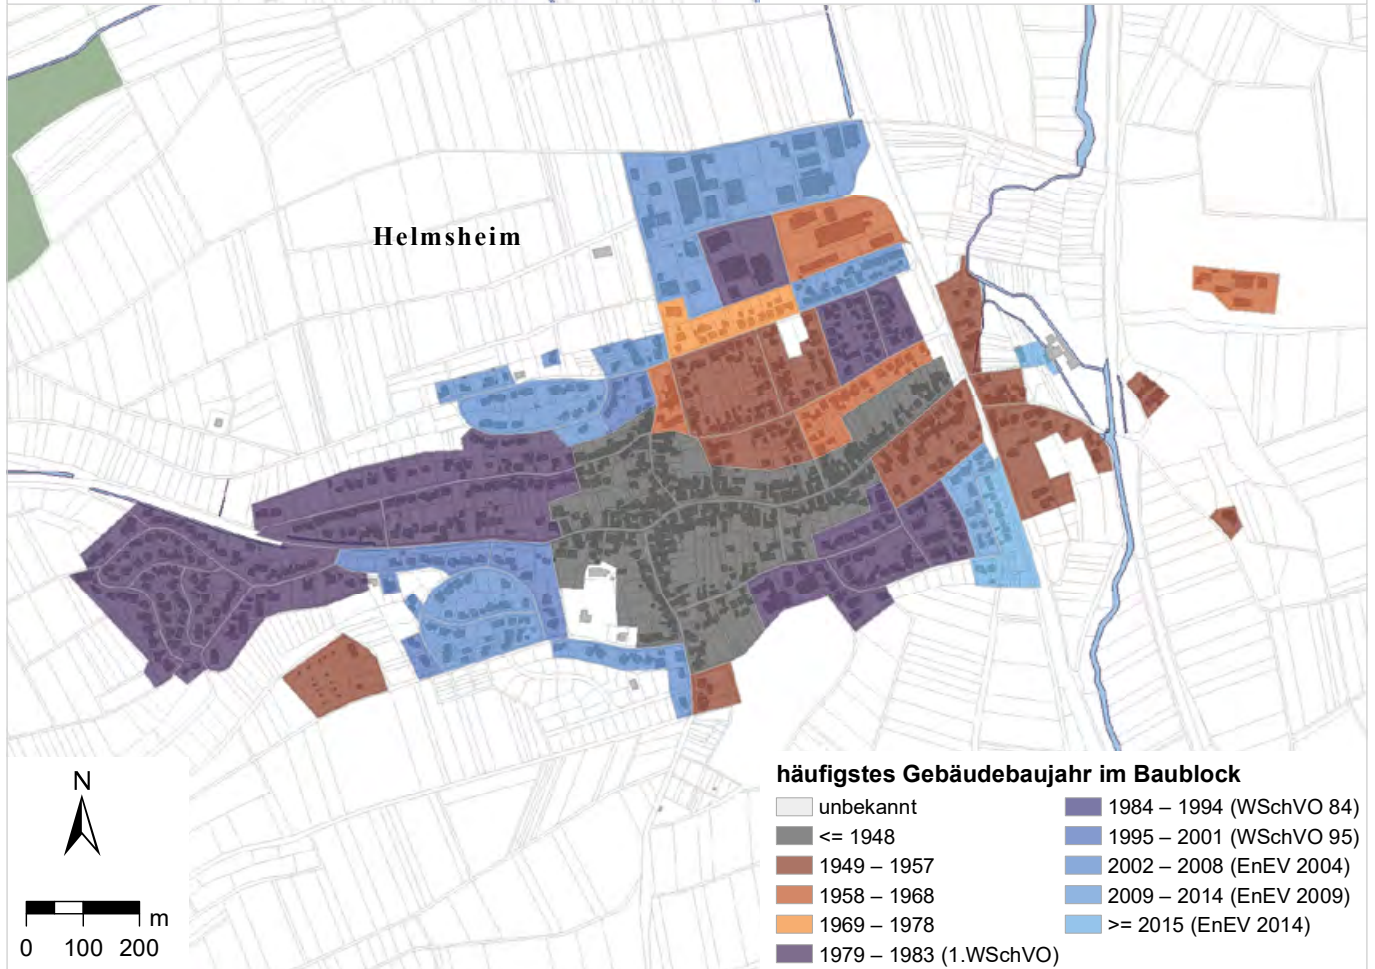 Helmsheim
N
m
0 100 200
häufigstes Gebäudebaujahr im Baublock
unbekannt
<= 1948
1949 – 1957
1958 – 1968
1969 – 1978
1979 – 1983 (1.WSchVO)
1984 – 1994 (WSchVO 84)
1995 – 2001 (WSchVO 95)
2002 – 2008 (EnEV 2004)
2009 – 2014 (EnEV 2009)
>= 2015 (EnEV 2014)